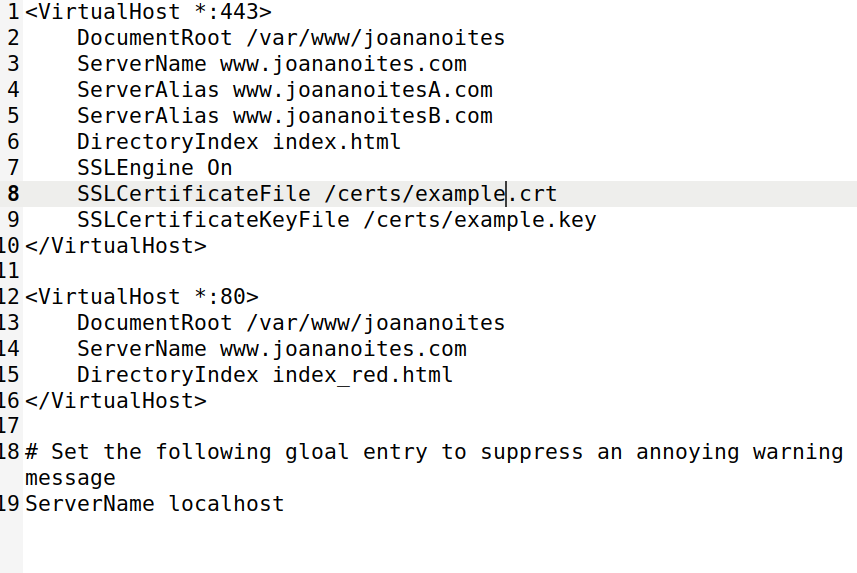 1 <VirtualHost *:443>
2     DocumentRoot /var/www/joananoites
3     ServerName www.joananoites.com
4     ServerAlias www.joananoitesA.com
5     ServerAlias www.joananoitesB.com
6     DirectoryIndex index.html
7     SSLEngine On
8     SSLCertificateFile /certs/example.crt
9     SSLCertificateKeyFile /certs/example.key
10 </VirtualHost>
11
12 <VirtualHost *:80>
13     DocumentRoot /var/www/joananoites
14     ServerName www.joananoites.com
15     DirectoryIndex index_red.html
16 </VirtualHost>
17
18 # Set the following gloal entry to suppress an annoying warning
message
19 ServerName localhost